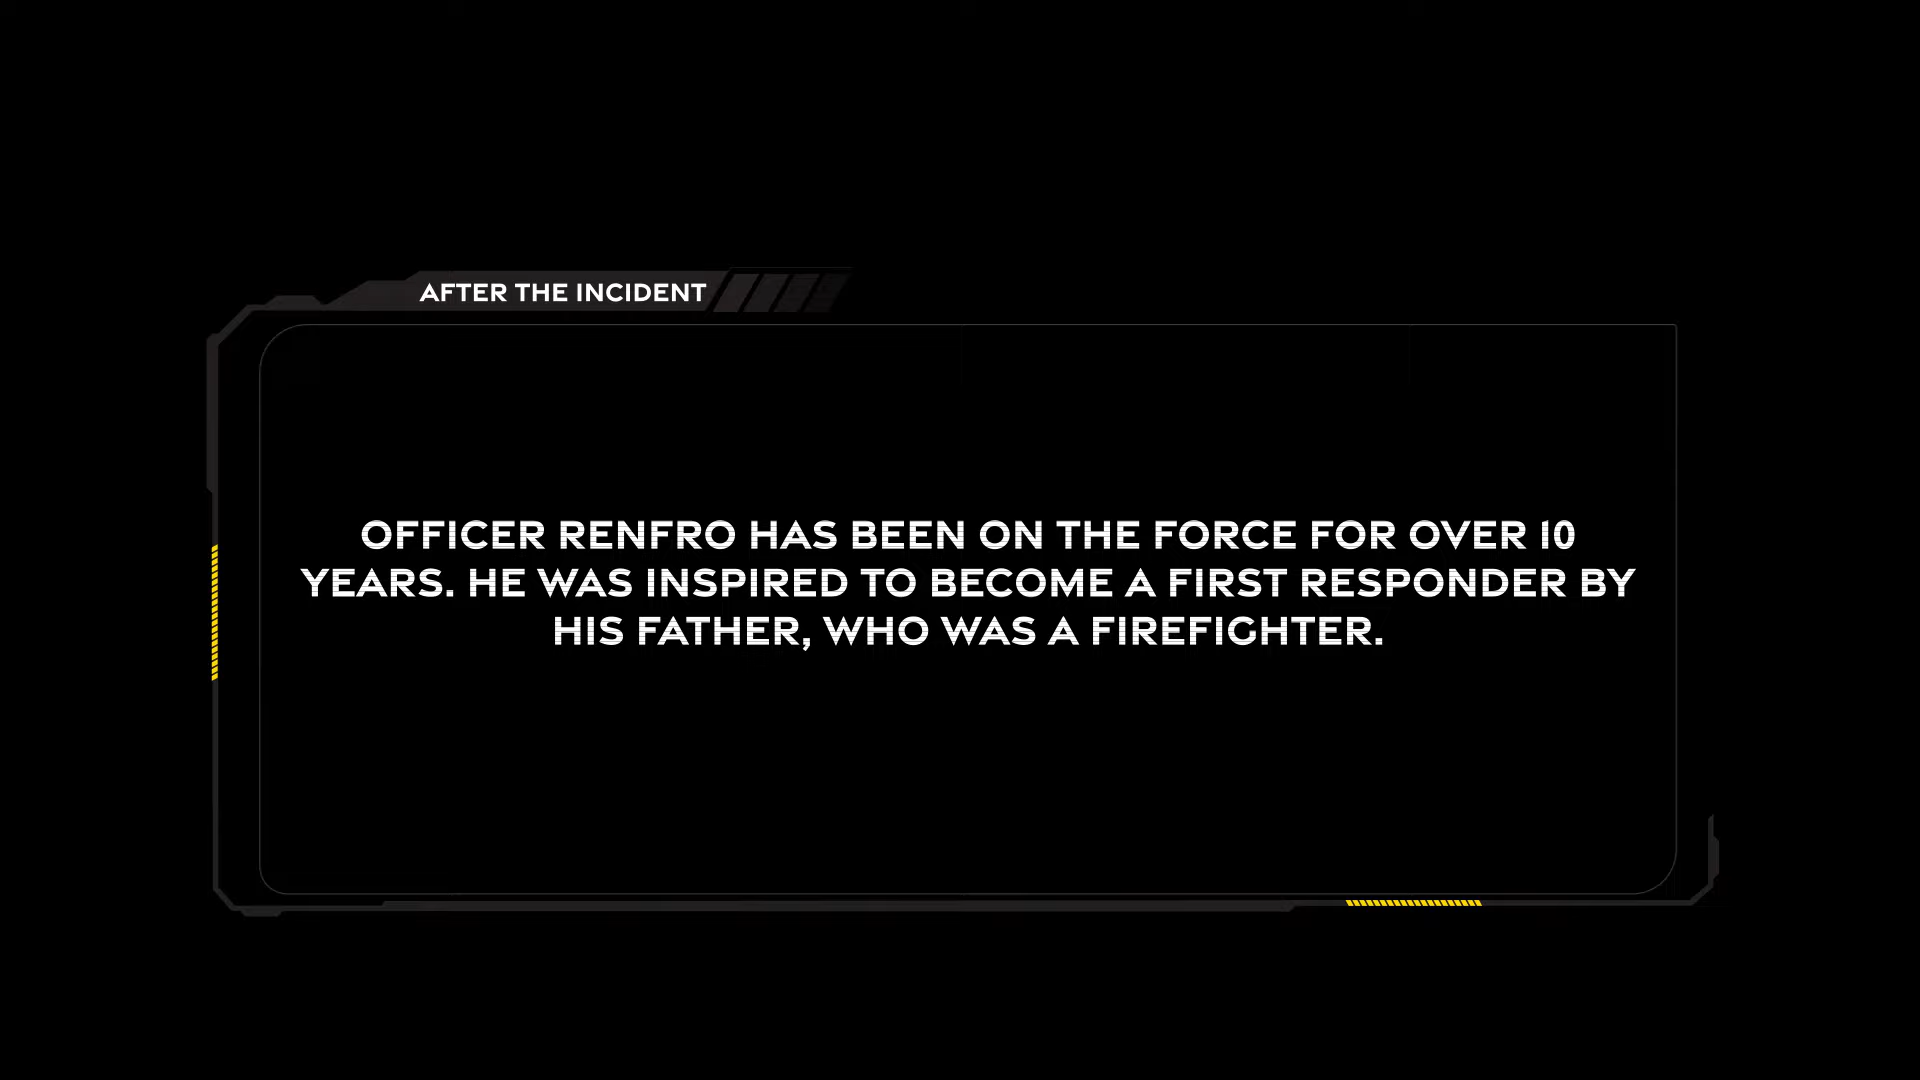 AFTER THE INCIDENT
OFFICER RENFRO HAS BEEN ON THE FORCE FOR OVER 10
YEARS. HE WAS INSPIRED TO BECOME A FIRST RESPONDER BY
HIS FATHER, WHO WAS A FIREFIGHTER.